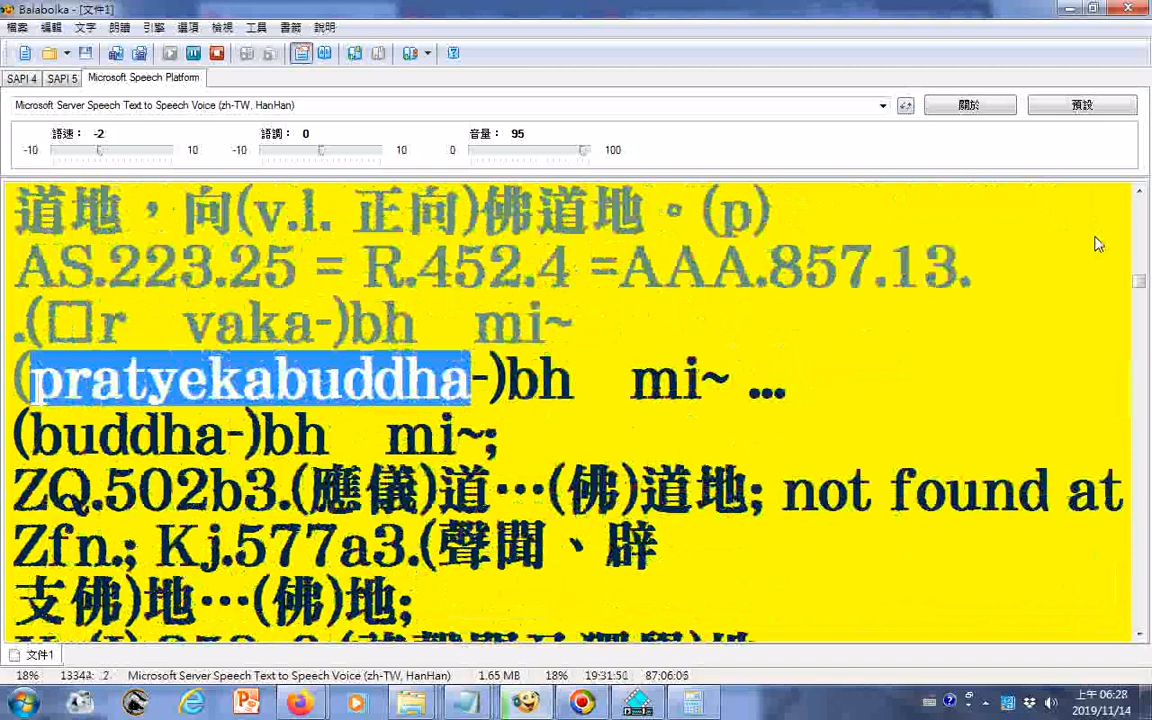 Balabolka - [文件1]
檔案 編輯 文字 朗讀 引擎 選項 檢視 工具 書籤 說明
SAPI 4 SAPI 5 Microsoft Speech Platform
Microsoft Server Speech Text to Speech Voice (zh-TW, HanHan) 關於 預設
語速： -2 語調： 0 音量： 95
-10 10 -10 10 0 100
道地，向(v.l. 正向)佛道地。(p)
AS.223.25 = R.452.4 =AAA.857.13.
.(□r vaka-)bh mi~
(pratyekabuddha-)bh mi~ ...
(buddha-)bh mi~;
ZQ.502b3.(應儀)道…(佛)道地; not found at
Zfn.; Kj.577a3.(聲聞、辟
支佛)地…(佛)地;
文件1
18% Microsoft Server Speech Text to Speech Voice (zh-TW, HanHan) 1.65 MB 18% 19:31:51 87:06:06
上午 06:28
2019/11/14